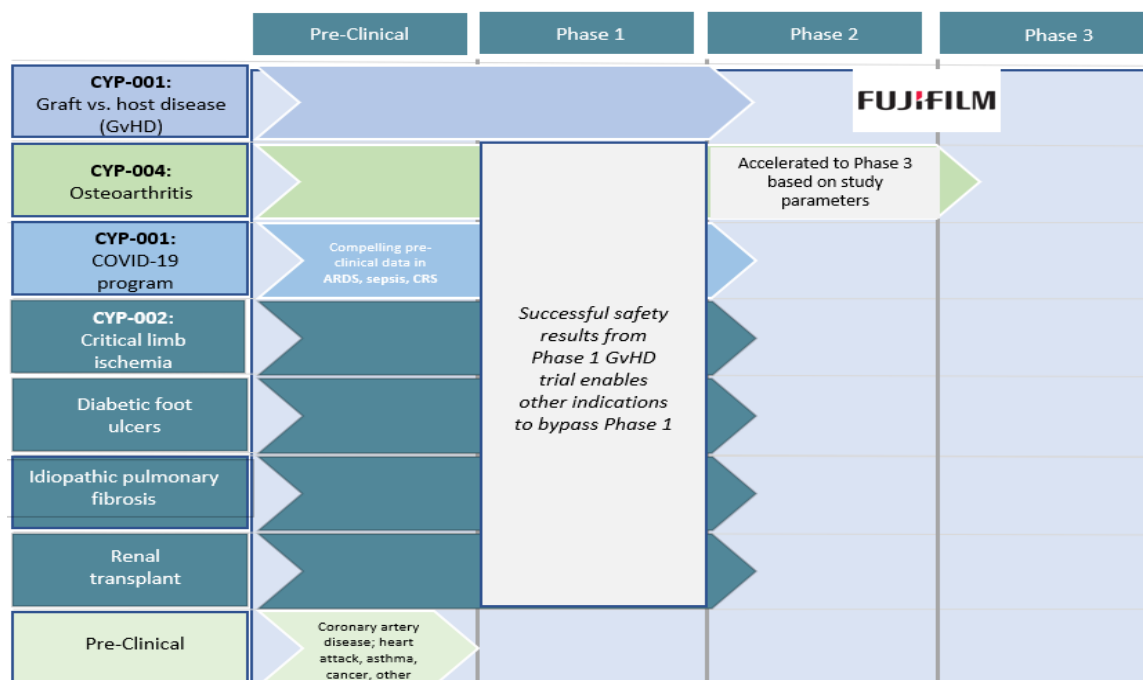 Pre-Clinical
Phase 1
Phase 2
Phase 3
CYP-001:
Graft vs. host disease
(GvHD)
FUJIFILM
CYP-004:
Osteoarthritis
Accelerated to Phase 3
based on study
parameters
CYP-001:
COVID-19
program
Compelling pre-
clinical data in
ARDS, sepsis, CRS
Successful safety
results from
Phase 1 GvHD
trial enables
other indications
to bypass Phase 1
CYP-002:
Critical limb
ischemia
Diabetic foot
ulcers
Idiopathic pulmonary
fibrosis
Renal
transplant
Pre-Clinical
Coronary artery
disease; heart
attack, asthma,
cancer, other